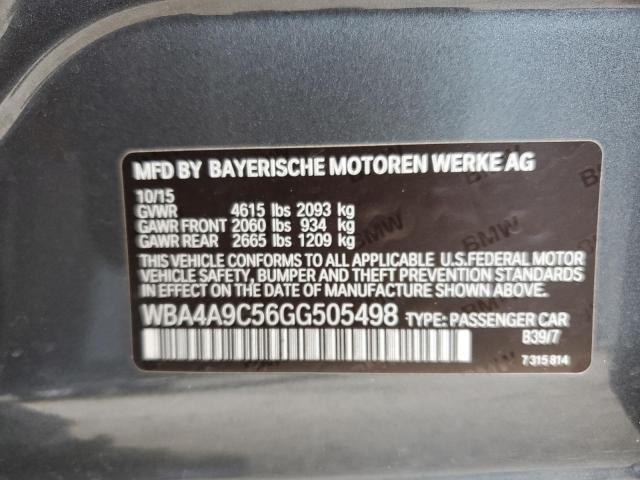 MFD BY BAYERISCHE MOTOREN WERKE AG
10/15
GVWR 4615 lbs 2093 kg
GAWR FRONT 2060 lbs 934 kg
GAWR REAR 2665 lbs 1209 kg
THIS VEHICLE CONFORMS TO ALL APPLICABLE U.S.FEDERAL MOTOR
VEHICLE SAFETY, BUMPER AND THEFT PREVENTION STANDARDS
IN EFFECT ON THE DATE OF MANUFACTURE SHOWN ABOVE.
WBA4A9C56GG505498 TYPE: PASSENGER CAR
B39/7
7 315 814